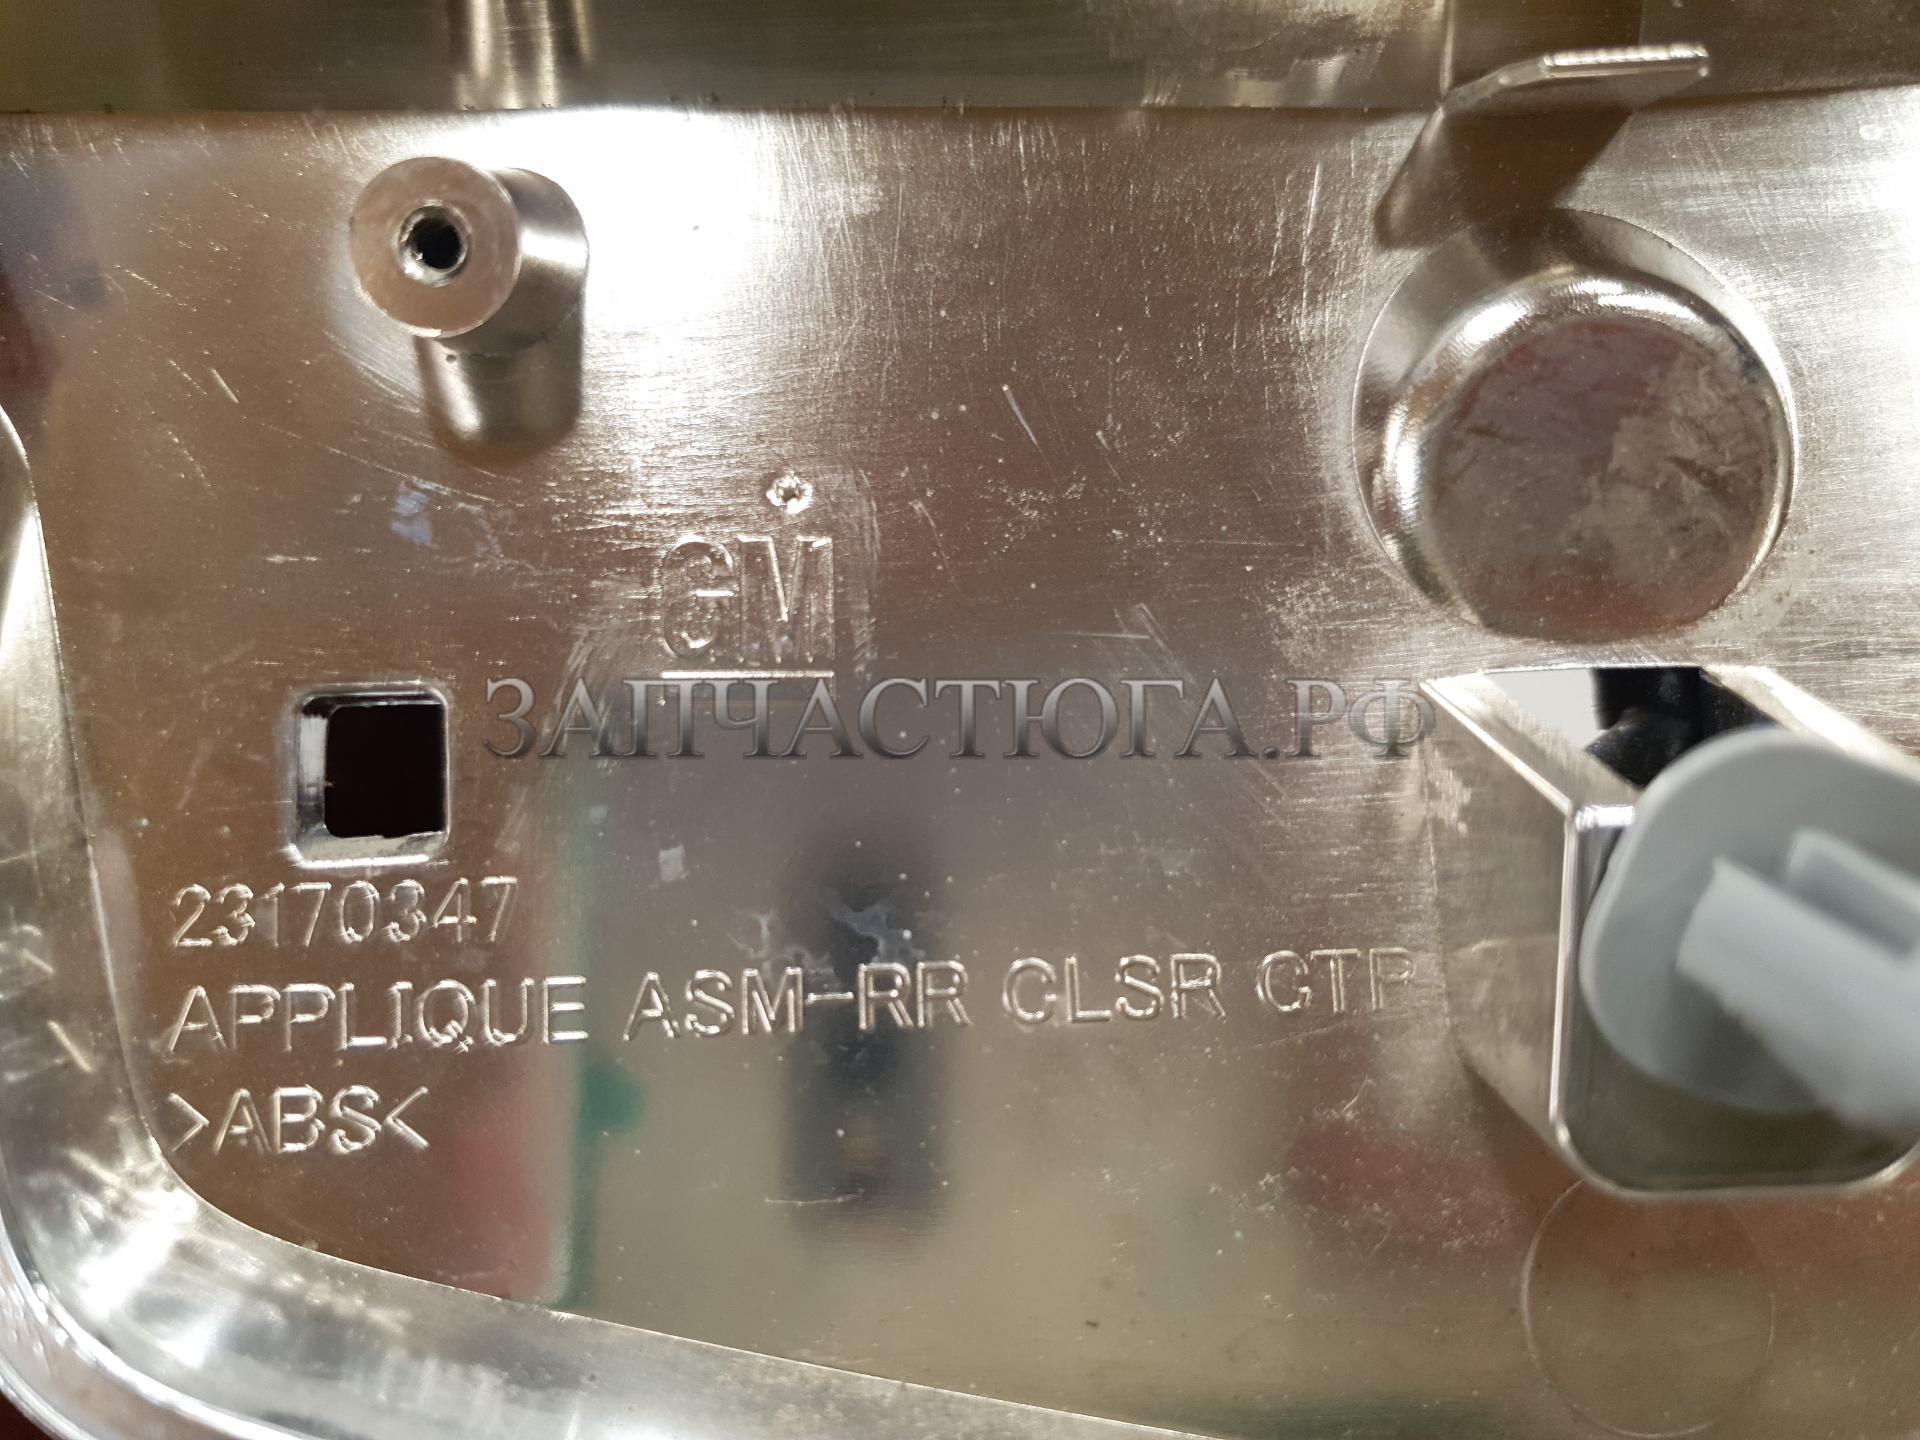 GM
ЗАПЧАСТЮГА.РФ
23170347
APPLIQUE ASM-RR CLSR CTR
>ABS<